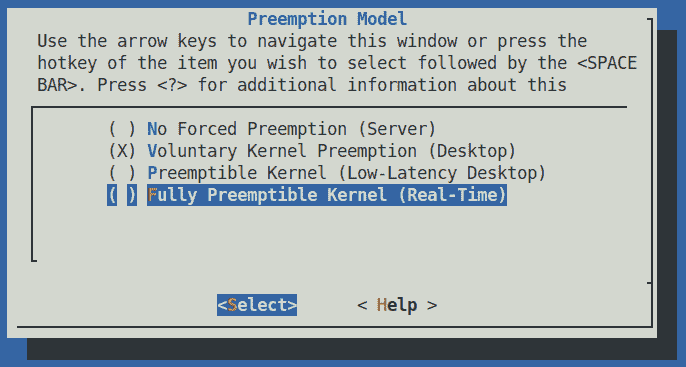 Preemption Model
Use the arrow keys to navigate this window or press the
hotkey of the item you wish to select followed by the <SPACE
BAR>. Press <?> for additional information about this
( ) No Forced Preemption (Server)
(X) Voluntary Kernel Preemption (Desktop)
( ) Preemptible Kernel (Low-Latency Desktop)
( ) Fully Preemptible Kernel (Real-Time)
<Select> < Help >